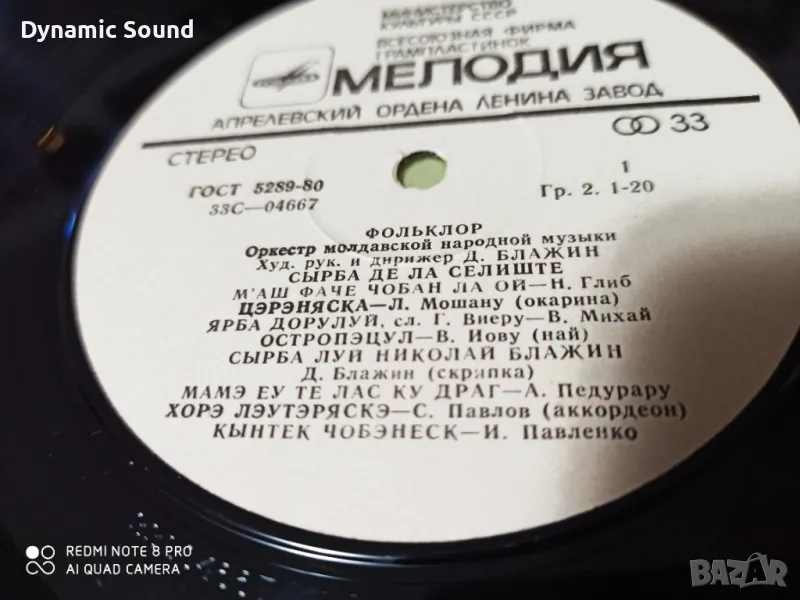 Dynamic Sound
МИНИСТЕРСТВО
КУЛЬТУРЫ СССР
ВСЕСОЮЗНАЯ ФИРМА
ГРАМПЛАСТИНОК
МЕЛОДИЯ
АПРЕЛЕВСКИЙ ОРДЕНА ЛЕНИНА ЗАВОД
СТЕРЕО
33
ГОСТ 5289-80
1
33С—04667
Гр. 2. 1-20
ФОЛЬКЛОР
Оркестр молдавской народной музыки
Худ. рук. и дирижер Д. БЛАЖИН
СЫРБА ДЕ ЛА СЕЛИШТЕ
М'АШ ФАЧЕ ЧОБАН ЛА ОЙ—Н. Глиб
ЦЭРЭНЯСКА—Л. Мошану (окарина)
ЯРБА ДОРУЛУЙ, сл. Г. Виеру—В. Михай
ОСТРОПЭЦУЛ—В. Иову (най)
СЫРБА ЛУЙ НИКОЛАЙ БЛАЖИН
Д. Блажин (скрипка)
МАМЭ ЕУ ТЕ ЛАС КУ ДРАГ—А. Педурару
ХОРЭ ЛЭУТЭРЯСКЭ—С. Павлов (аккордеон)
КЫНТЕК ЧОБЭНЕСК—И. Павленко
REDMI NOTE 8 PRO
AI QUAD CAMERA
BAZAR